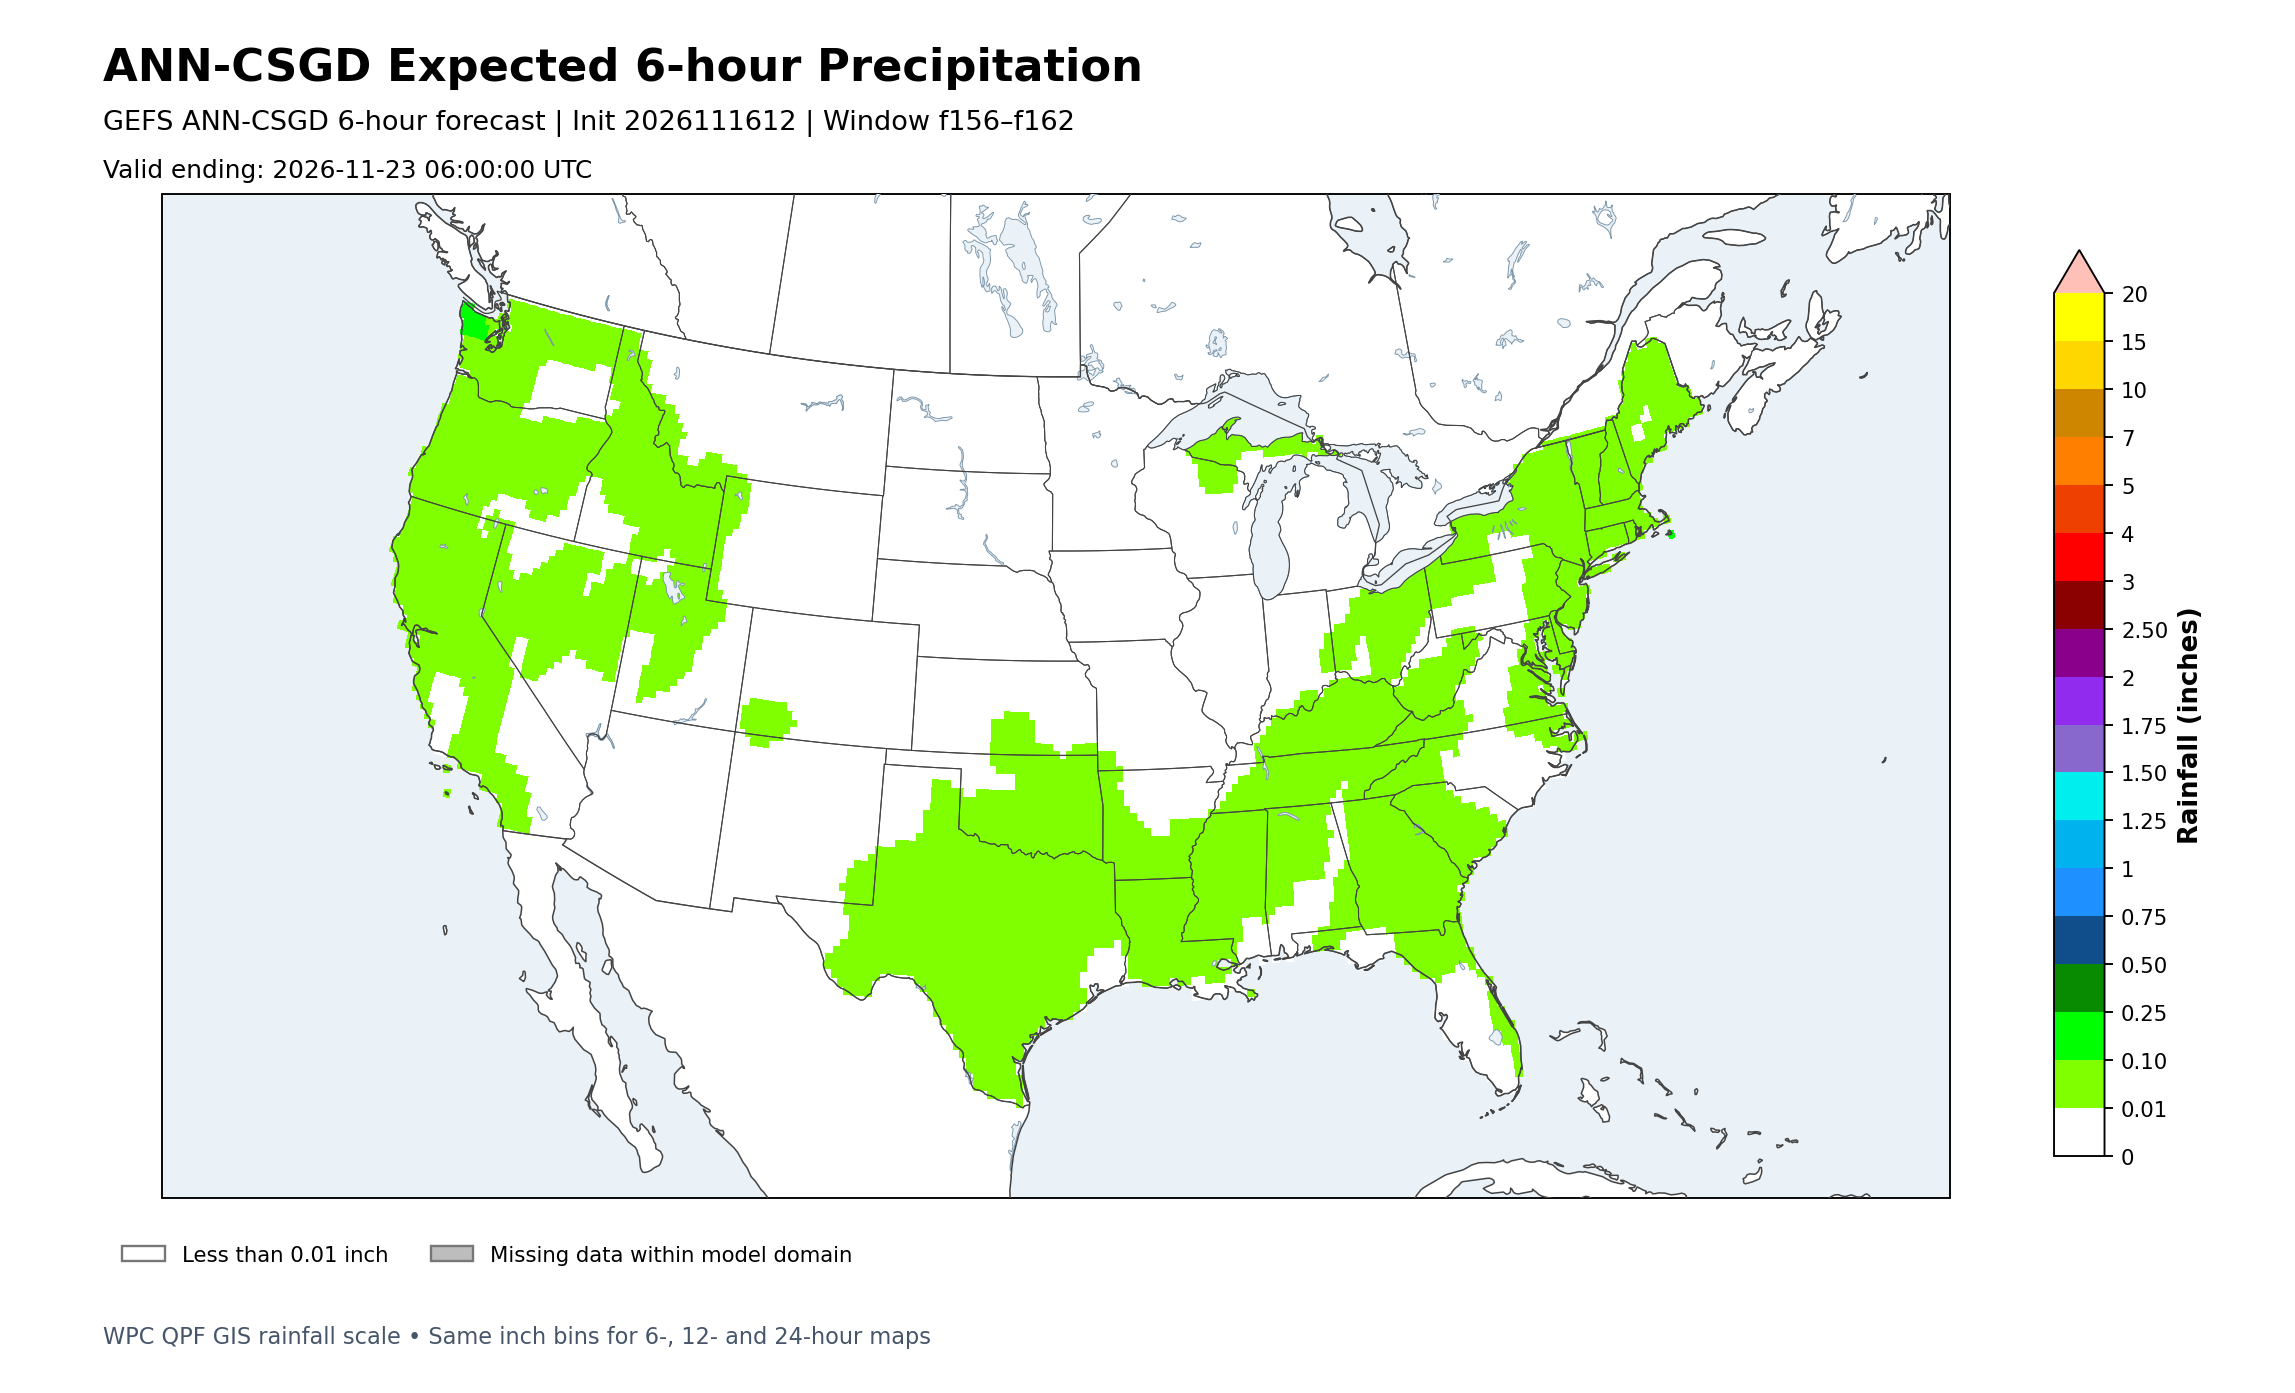 ANN-CSGD Expected 6-hour Precipitation
GEFS ANN-CSGD 6-hour forecast | Init 2026111612 | Window f156–f162
Valid ending: 2026-11-23 06:00:00 UTC
20
15
10
7
5
4
3
2.50
2
1.75
1.50
1.25
1
0.75
0.50
0.25
0.10
0.01
0
Rainfall (inches)
Less than 0.01 inch
Missing data within model domain
WPC QPF GIS rainfall scale • Same inch bins for 6-, 12- and 24-hour maps